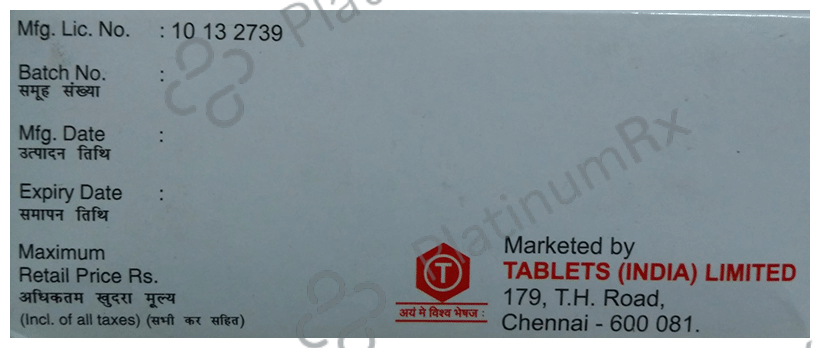 Mfg. Lic. No. : 10 13 2739
Batch No. :
समूह संख्या
Mfg. Date :
उत्पादन तिथि
Expiry Date :
समापन तिथि
Maximum
Retail Price Rs.
अधिकतम खुदरा मूल्य
(Incl. of all taxes) (सभी कर सहित)
T
अयं मे विश्व भेषजः
Marketed by
TABLETS (INDIA) LIMITED
179, T.H. Road,
Chennai - 600 081.
PlatinumRx